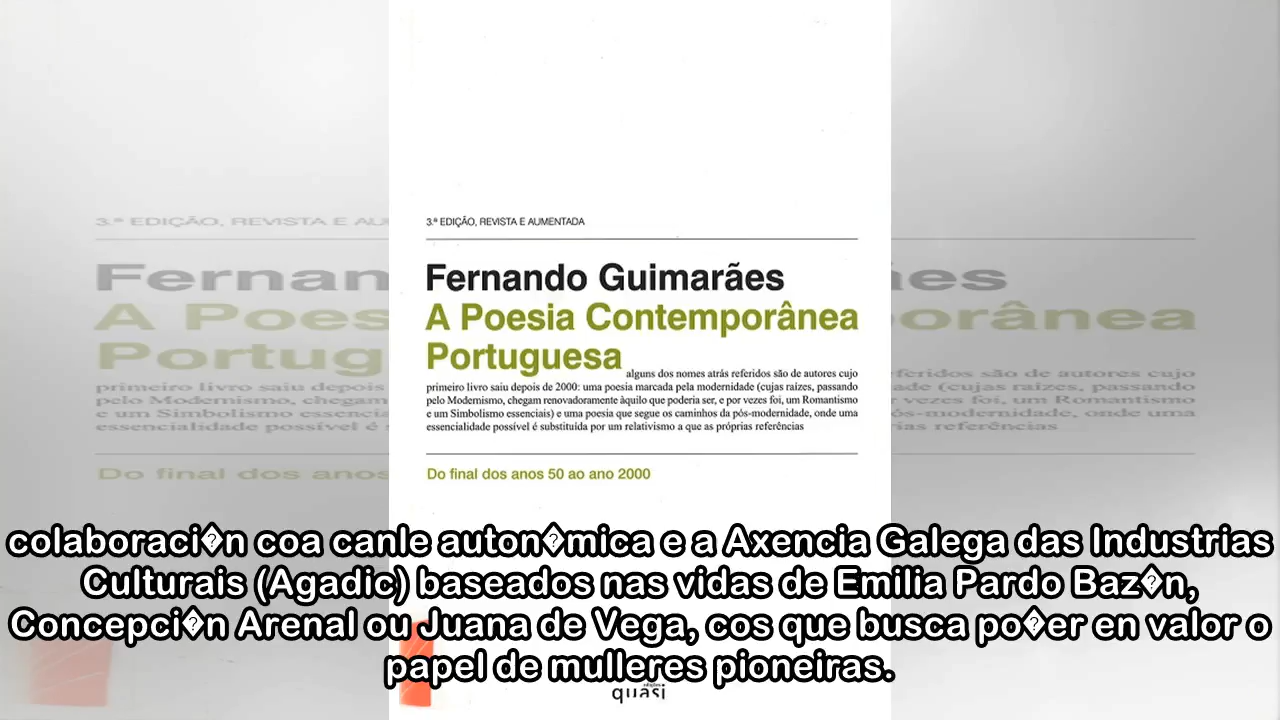 3.ª EDIÇÃO, REVISTA E AUMENTADA
Fernando Guimarães
A Poesia Contemporânea
Portuguesa
alguns dos nomes atrás referidos são de autores cujo
primeiro livro saiu depois de 2000: uma poesia marcada pela modernidade (cujas raízes, passando
pelo Modernismo, chegam renovadoramente àquilo que poderia ser, e por vezes foi, um Romantismo
e um Simbolismo essenciais) e uma poesia que segue os caminhos da pós-modernidade, onde uma
essencialidade possível é substituída por um relativismo a que as próprias referências
Do final dos anos 50 ao ano 2000
colaboraci�n coa canle auton�mica e a Axencia Galega das Industrias
Culturais (Agadic) baseados nas vidas de Emilia Pardo Baz�n,
Concepci�n Arenal ou Juana de Vega, cos que busca po�er en valor o
papel de mulleres pioneiras.
edições
quasi